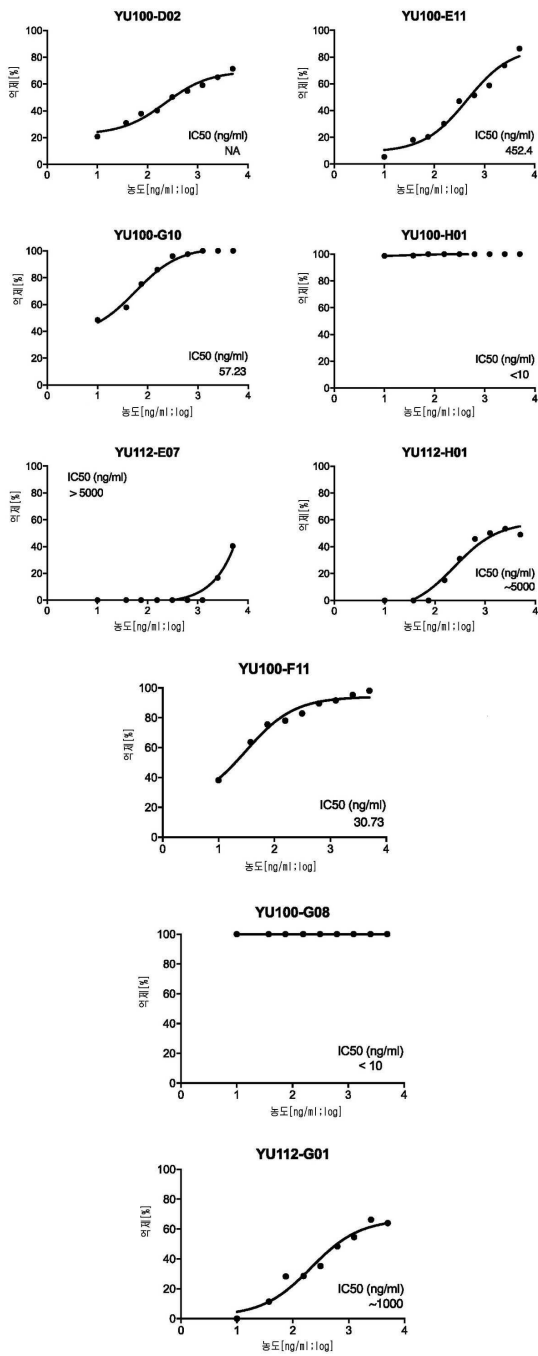 YU100-D02
100
80
60
40
20
0
억제[%]
0 1 2 3 4
농도[ng/ml;log]
IC50 (ng/ml)
NA
YU100-E11
100
80
60
40
20
0
억제[%]
0 1 2 3 4
농도[ng/ml;log]
IC50 (ng/ml)
452.4
YU100-G10
100
80
60
40
20
0
억제[%]
0 1 2 3 4
농도[ng/ml;log]
IC50 (ng/ml)
57.23
YU100-H01
100
80
60
40
20
0
억제[%]
0 1 2 3 4
농도[ng/ml;log]
IC50 (ng/ml)
<10
YU112-E07
100
80
60
40
20
0
억제[%]
0 1 2 3 4
농도[ng/ml;log]
IC50 (ng/ml)
> 5000
YU112-H01
100
80
60
40
20
0
억제[%]
0 1 2 3 4
농도[ng/ml;log]
IC50 (ng/ml)
~5000
YU100-F11
100
80
60
40
20
0
억제[%]
0 1 2 3 4
농도[ng/ml;log]
IC50 (ng/ml)
30.73
YU100-G08
100
80
60
40
20
0
억제[%]
0 1 2 3 4
농도[ng/ml;log]
IC50 (ng/ml)
< 10
YU112-G01
100
80
60
40
20
0
억제[%]
0 1 2 3 4
농도[ng/ml;log]
IC50 (ng/ml)
~1000